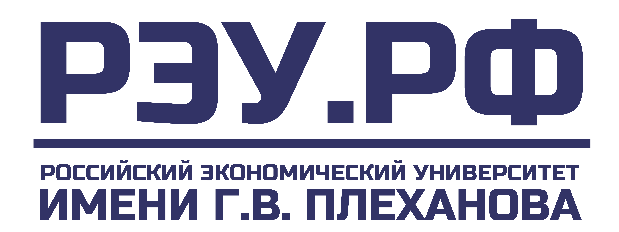 РЭУ.РФ
РОССИЙСКИЙ ЭКОНОМИЧЕСКИЙ УНИВЕРСИТЕТ
ИМЕНИ Г.В. ПЛЕХАНОВА